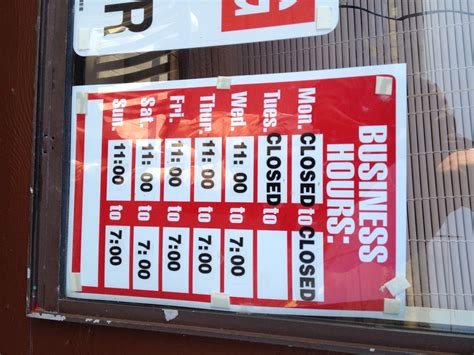 R
G
BUSINESS
HOURS:
Mon. CLOSED to CLOSED
Tues. CLOSED to
Wed. 11:00 to 7:00
Thur. 11:00 to 7:00
Fri. 11:00 to 7:00
Sat. 11:00 to 7:00
Sun. 11:00 to 7:00